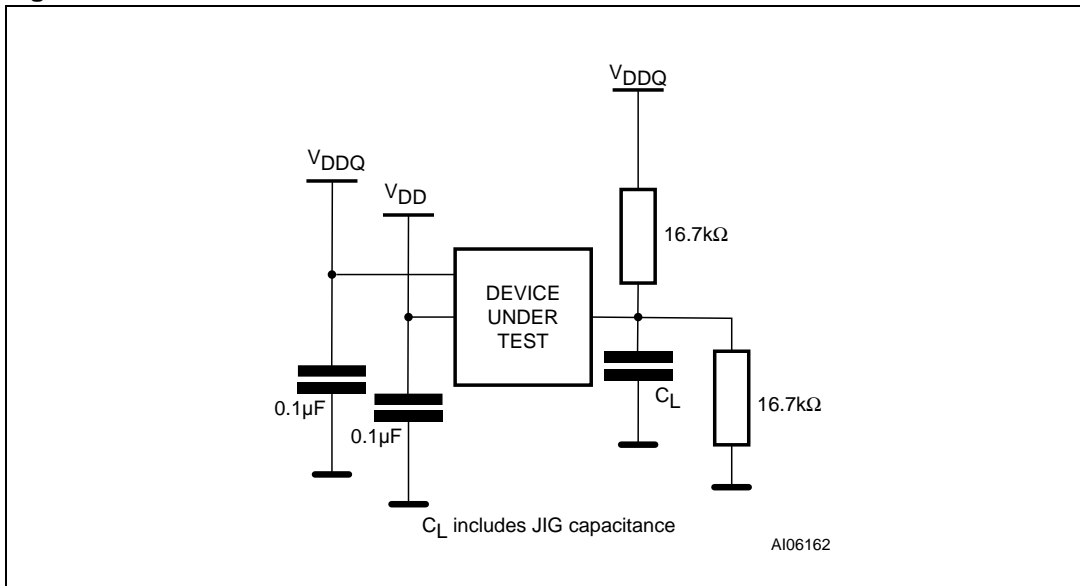 VDDQ
VDDQ
VDD
16.7kΩ
DEVICE
UNDER
TEST
CL
0.1µF
16.7kΩ
0.1µF
CL includes JIG capacitance
AI06162